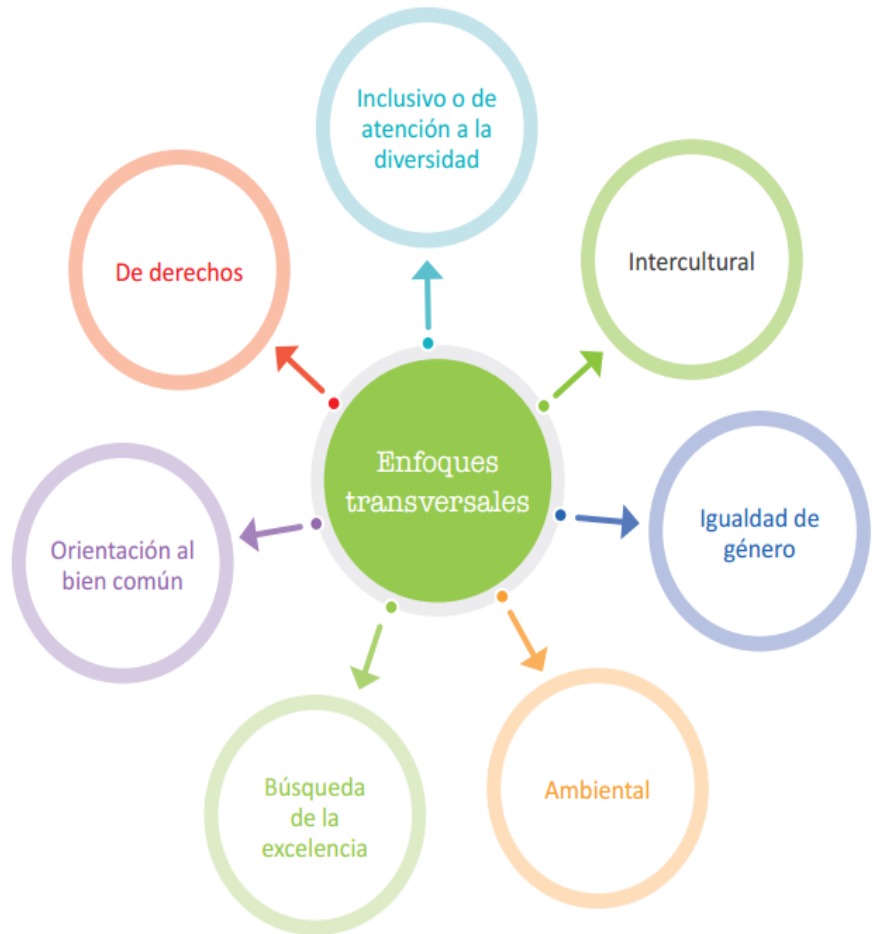 Inclusivo o de
atención a la
diversidad
Intercultural
De derechos
Enfoques
transversales
Igualdad de
género
Orientación al
bien común
Ambiental
Búsqueda
de la
excelencia